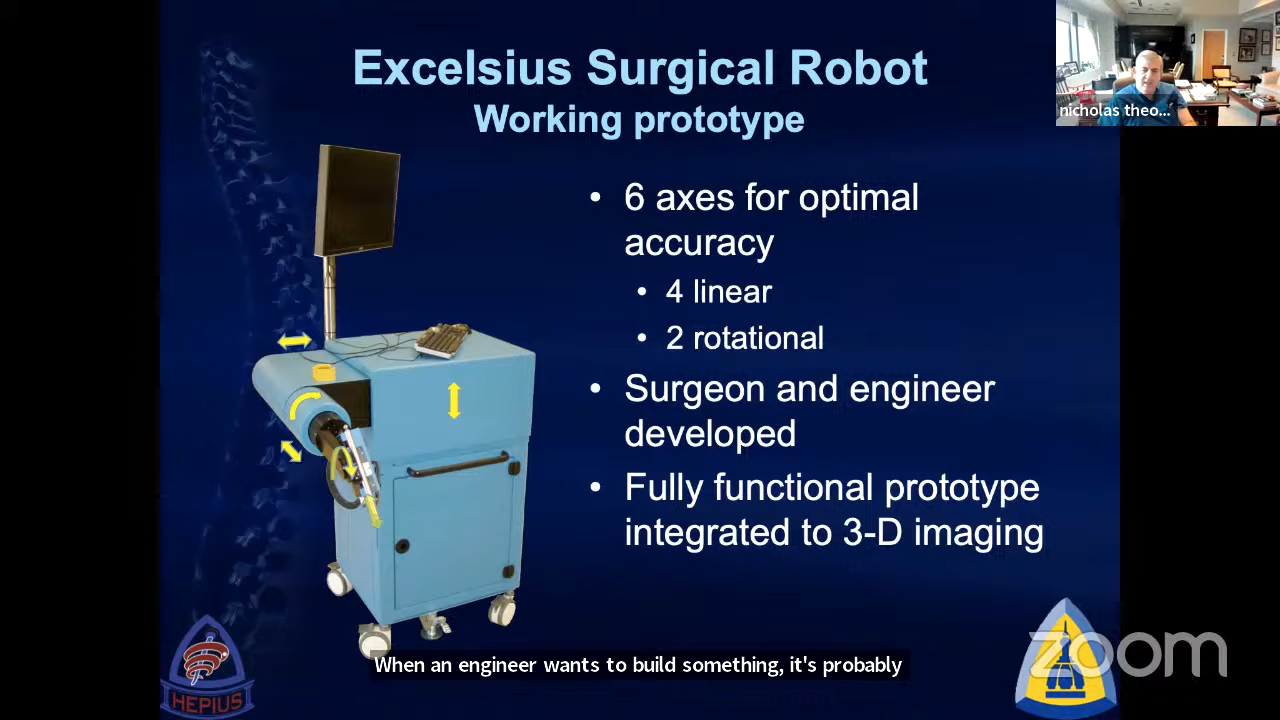 Excelsius Surgical Robot
Working prototype
nicholas theo...
• 6 axes for optimal
accuracy
• 4 linear
• 2 rotational
• Surgeon and engineer
developed
• Fully functional prototype
integrated to 3-D imaging
HEPIUS
zoom
When an engineer wants to build something, it's probably